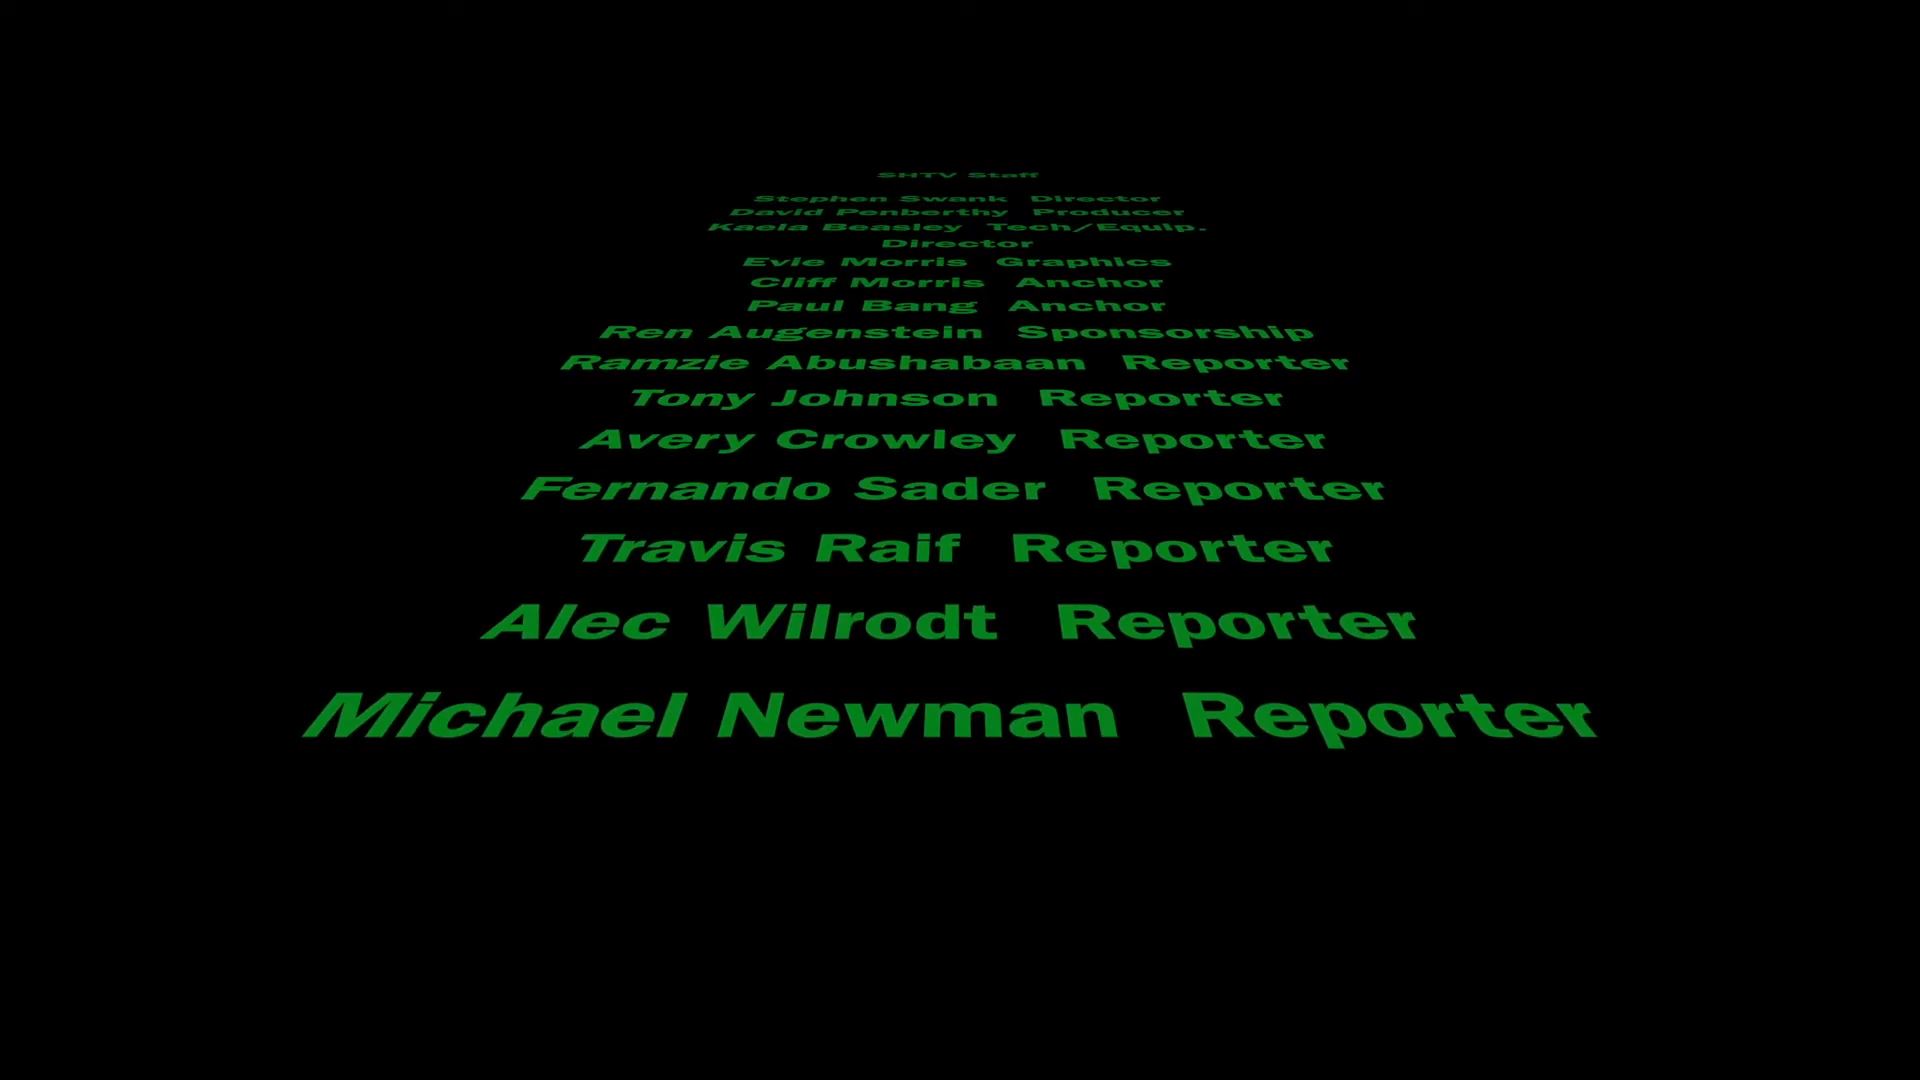 SHTV Staff
Stephen Swank Director
David Penberthy Producer
Kaela Beasley Tech/Equip.
Director
Evie Morris Graphics
Cliff Morris Anchor
Paul Bang Anchor
Ren Augenstein Sponsorship
Ramzie Abushabaan Reporter
Tony Johnson Reporter
Avery Crowley Reporter
Fernando Sader Reporter
Travis Raif Reporter
Alec Wilrodt Reporter
Michael Newman Reporter